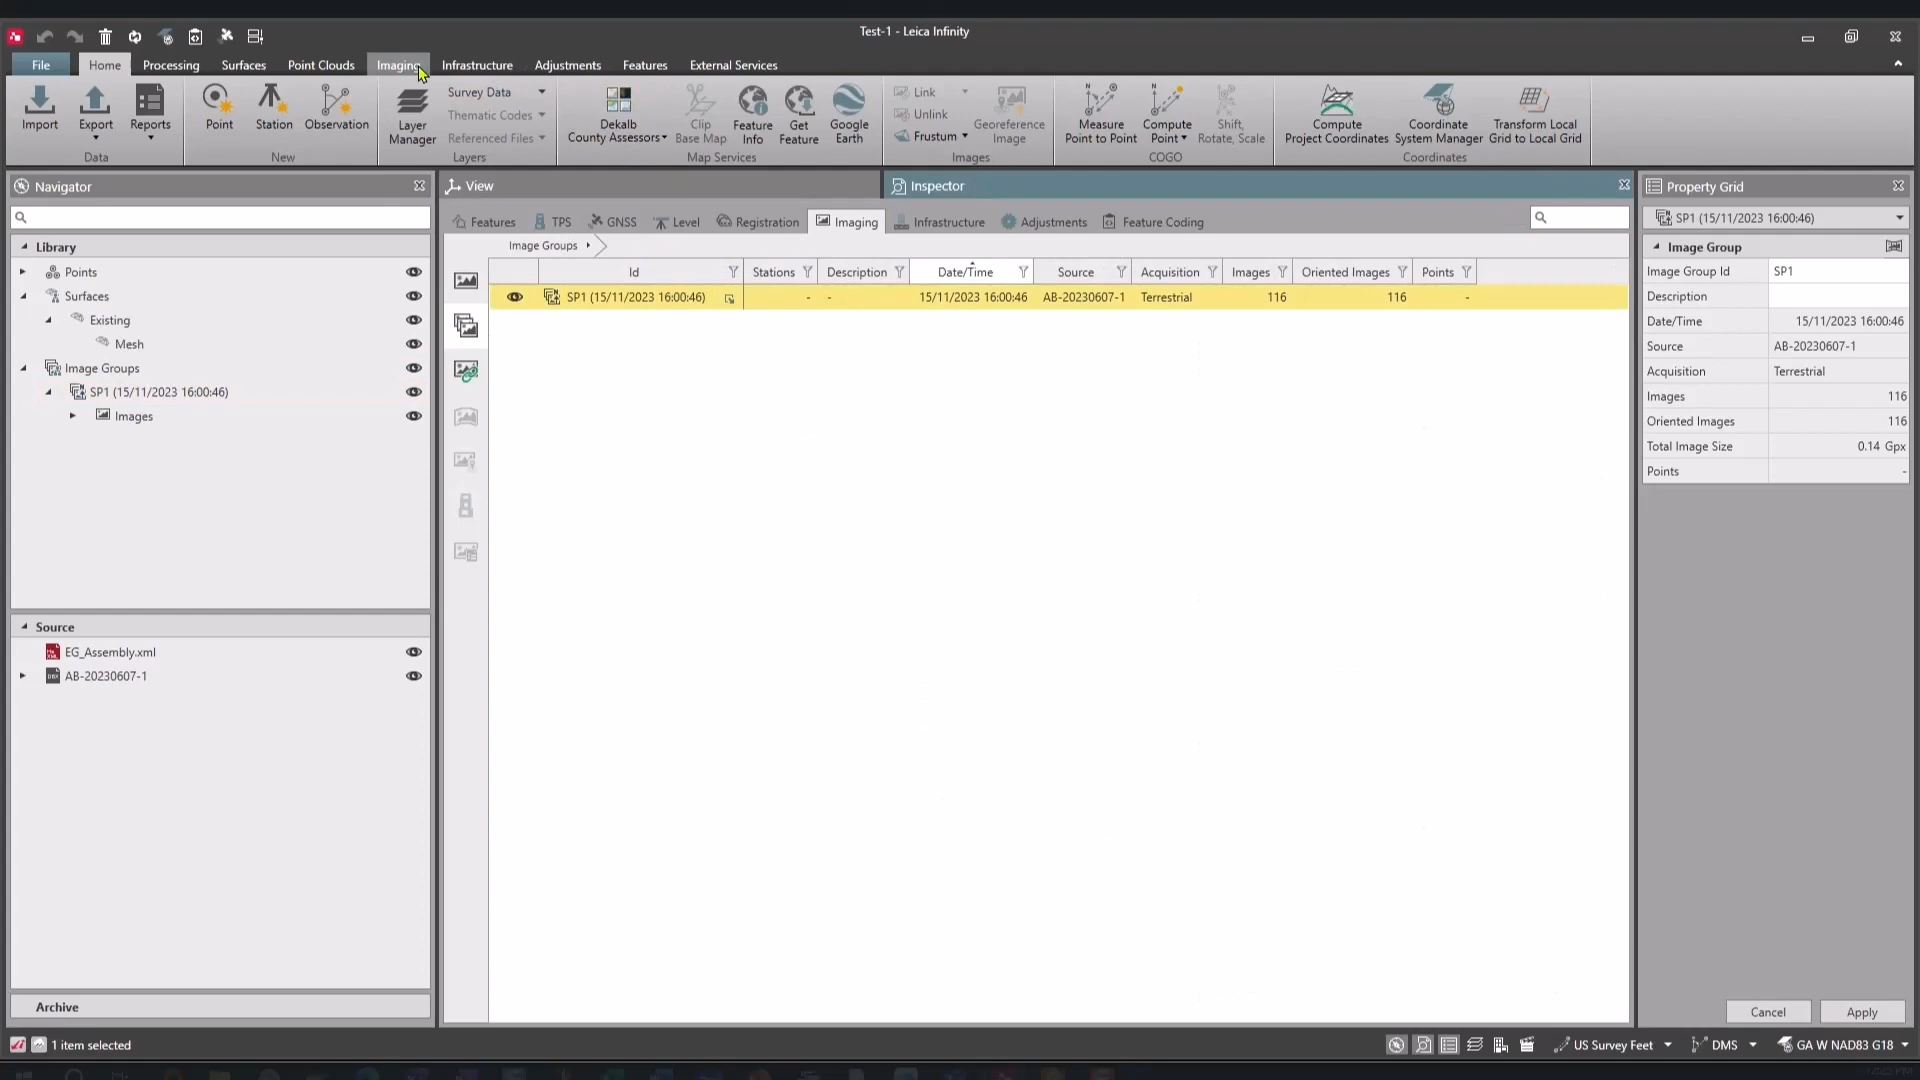 Test-1 - Leica Infinity
File Home Processing Surfaces Point Clouds Imaging Infrastructure Adjustments Features External Services
Import Export Reports
Data
Point Station Observation
New
Layer Manager
Survey Data
Thematic Codes
Referenced Files
Layers
Dekalb County Assessors
Clip Base Map
Feature Info
Get Feature
Google Earth
Map Services
Link
Unlink
Frustum
Georeference Image
Images
Measure Point to Point
Compute Point
Shift, Rotate, Scale
COGO
Compute Project Coordinates
Coordinate System Manager
Transform Local Grid to Local Grid
Coordinates
Navigator
Library
Points
Surfaces
Existing
Mesh
Image Groups
SP1 (15/11/2023 16:00:46)
Images
Source
EG_Assembly.xml
AB-20230607-1
Archive
View
Inspector
Features TPS GNSS Level Registration Imaging Infrastructure Adjustments Feature Coding
Image Groups
Id Stations Description Date/Time Source Acquisition Images Oriented Images Points
SP1 (15/11/2023 16:00:46) - - 15/11/2023 16:00:46 AB-20230607-1 Terrestrial 116 116 -
Property Grid
SP1 (15/11/2023 16:00:46)
Image Group
Image Group Id SP1
Description
Date/Time 15/11/2023 16:00:46
Source AB-20230607-1
Acquisition Terrestrial
Images 116
Oriented Images 116
Total Image Size 0.14 Gpx
Points -
Cancel Apply
1 item selected
US Survey Feet DMS GA W NAD83 G18